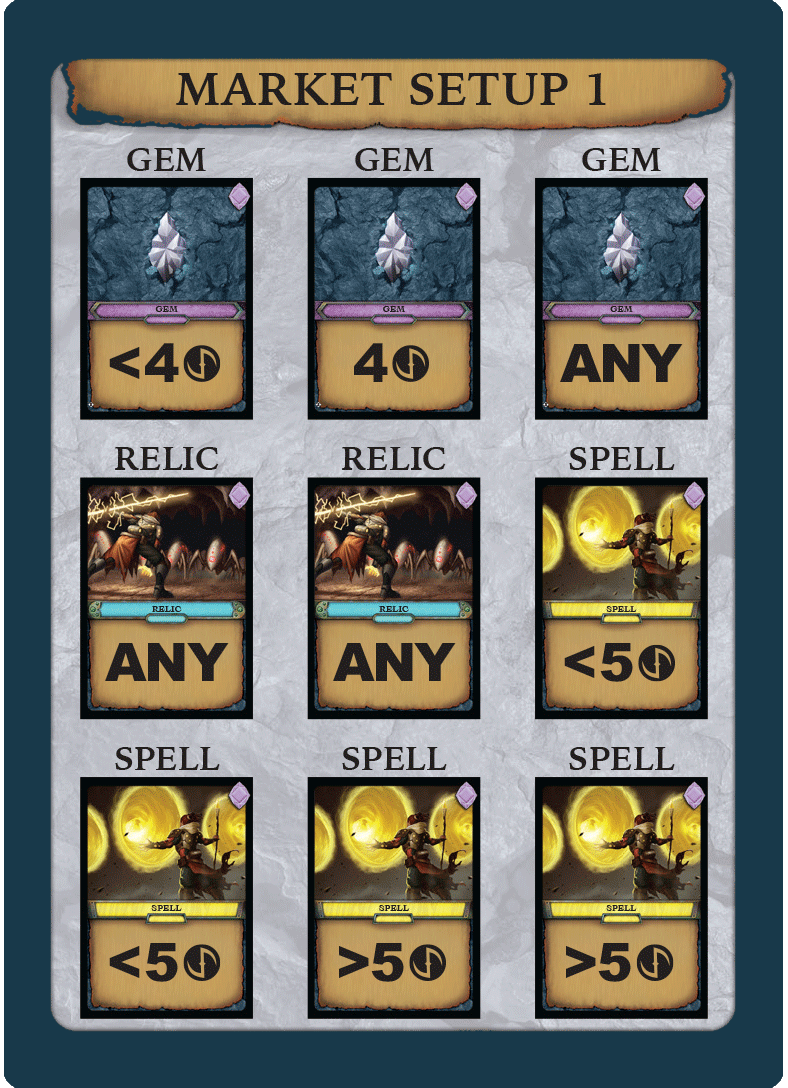 MARKET SETUP 1
GEM GEM GEM
GEM GEM GEM
<4 4 ANY
RELIC RELIC SPELL
RELIC RELIC SPELL
ANY ANY <5
SPELL SPELL SPELL
SPELL SPELL SPELL
<5 >5 >5